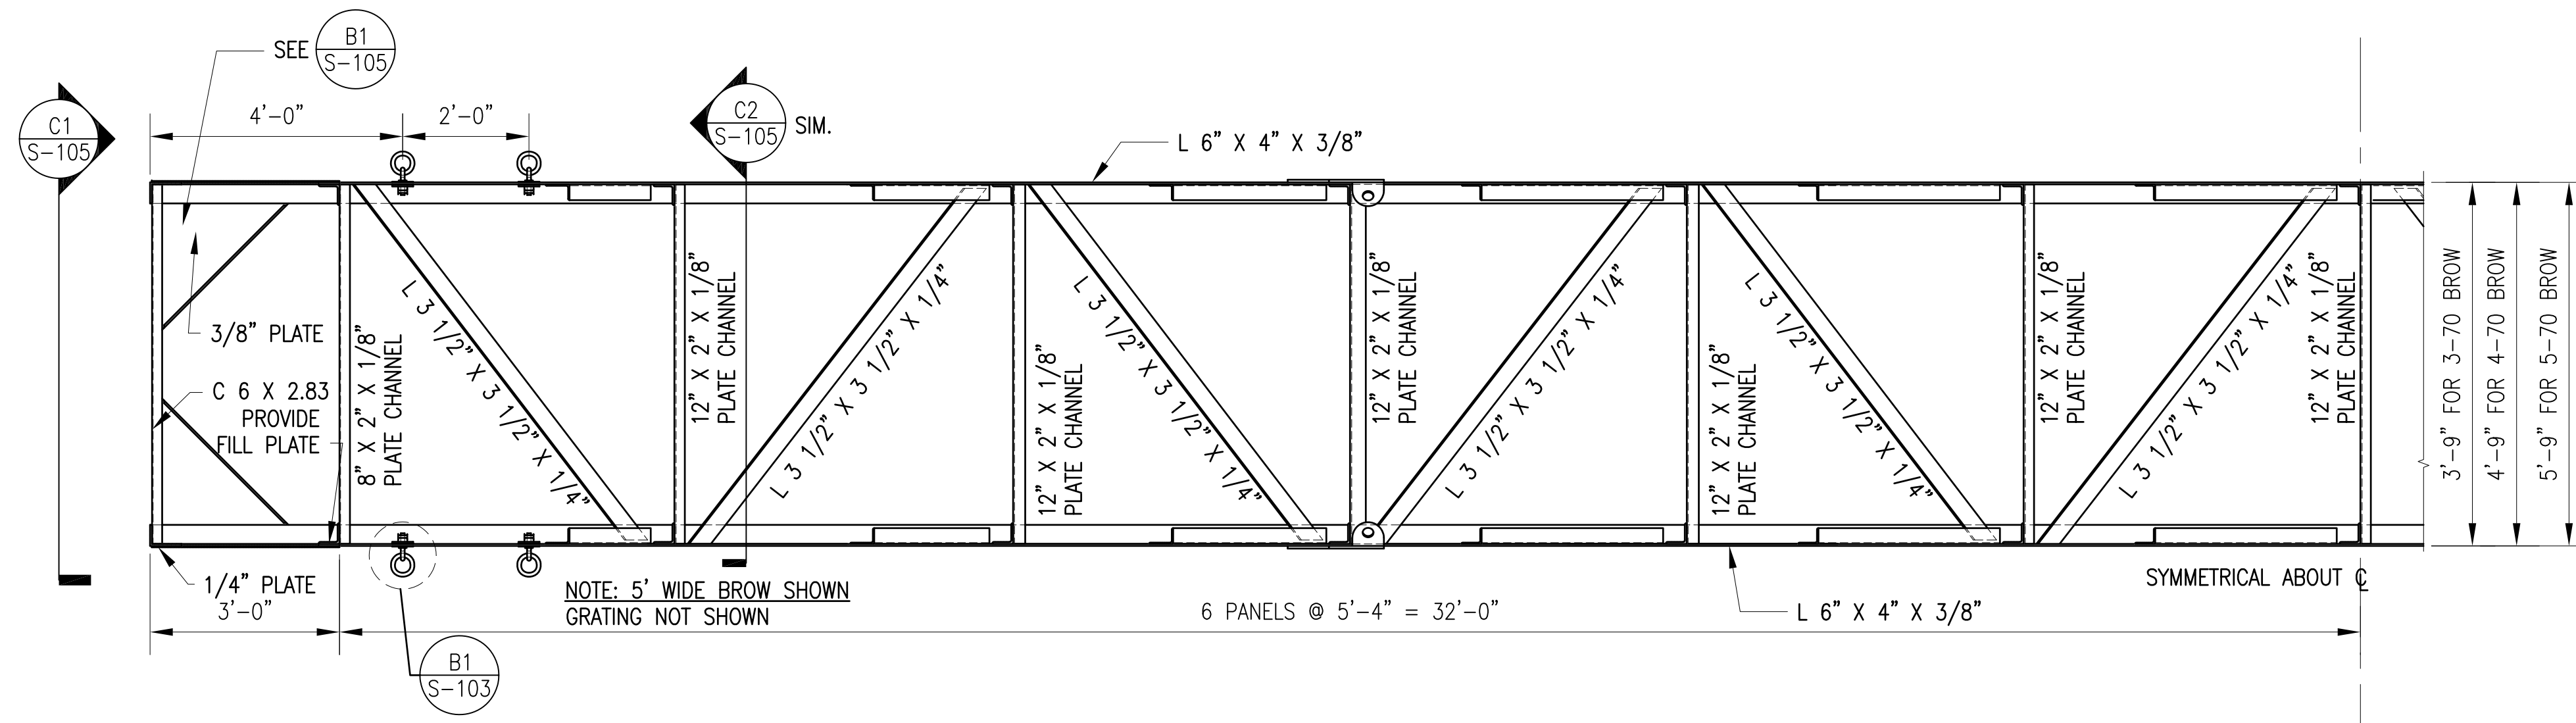 SEE
B1
S-105
C1
S-105
4'-0"
2'-0"
C2
S-105
SIM.
L 6" X 4" X 3/8"
3/8" PLATE
C 6 X 2.83
PROVIDE
FILL PLATE
8" X 2" X 1/8"
PLATE CHANNEL
L 3 1/2" X 3 1/2" X 1/4"
12" X 2" X 1/8"
PLATE CHANNEL
L 3 1/2" X 3 1/2" X 1/4"
12" X 2" X 1/8"
PLATE CHANNEL
L 3 1/2" X 3 1/2" X 1/4"
12" X 2" X 1/8"
PLATE CHANNEL
L 3 1/2" X 3 1/2" X 1/4"
12" X 2" X 1/8"
PLATE CHANNEL
L 3 1/2" X 3 1/2" X 1/4"
12" X 2" X 1/8"
PLATE CHANNEL
L 3 1/2" X 3 1/2" X 1/4"
12" X 2" X 1/8"
PLATE CHANNEL
3'-9" FOR 3-70 BROW
4'-9" FOR 4-70 BROW
5'-9" FOR 5-70 BROW
1/4" PLATE
3'-0"
NOTE: 5' WIDE BROW SHOWN
GRATING NOT SHOWN
6 PANELS @ 5'-4" = 32'-0"
L 6" X 4" X 3/8"
SYMMETRICAL ABOUT ℄
B1
S-103